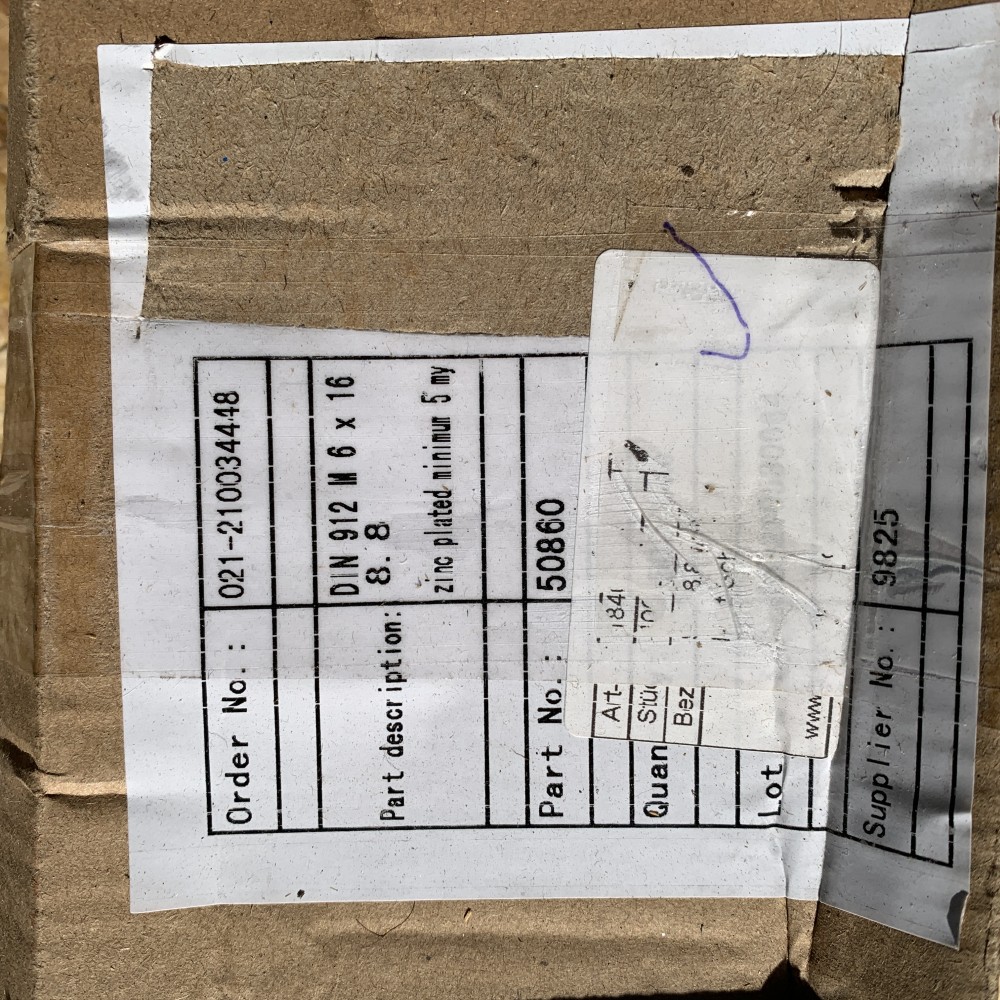 Order No.: 021-210034448
Part description: DIN 912 M 6 x 16
8.8
zinc plated minimum 5 my
Part No.: 50860
Quan
Lot
Supplier No.: 9825
Art-
Stüc
Bez
www